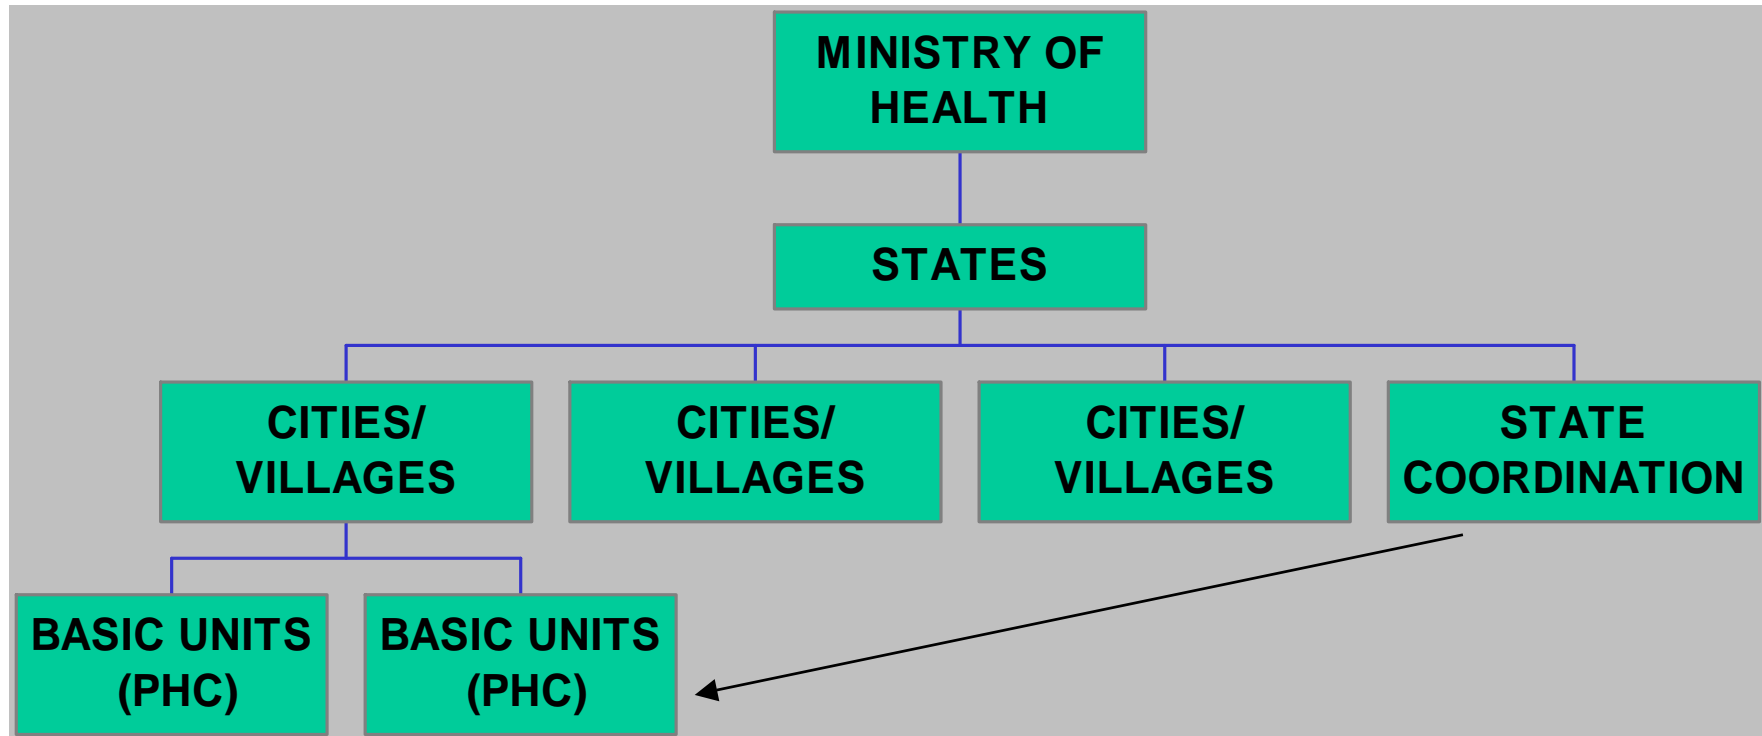 MINISTRY OF
HEALTH
STATES
CITIES/
VILLAGES
CITIES/
VILLAGES
CITIES/
VILLAGES
STATE
COORDINATION
BASIC UNITS
(PHC)
BASIC UNITS
(PHC)